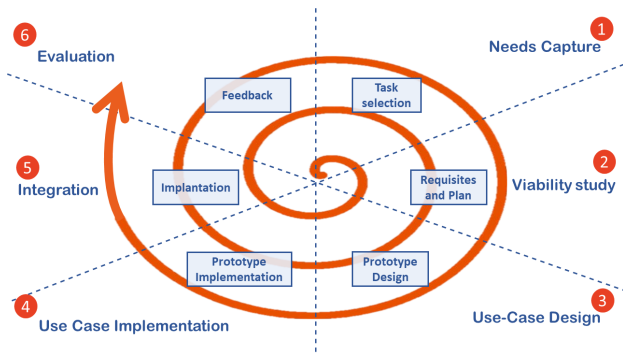 1
Needs Capture
2
Viability study
3
Use-Case Design
4
Use Case Implementation
5
Integration
6
Evaluation
Task
selection
Requisites
and Plan
Prototype
Design
Prototype
Implementation
Implantation
Feedback